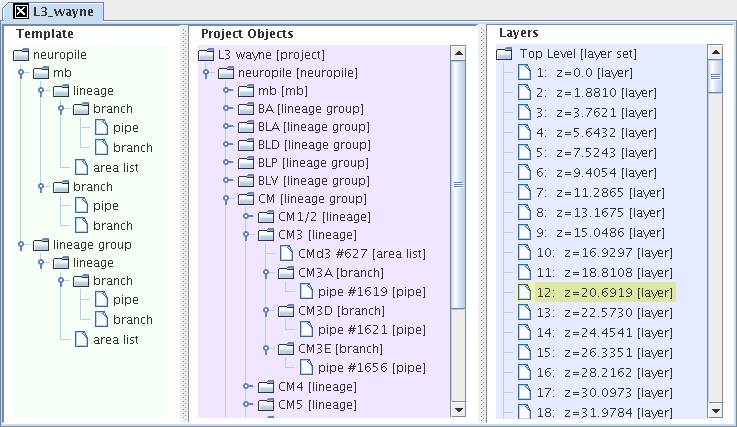 L3_wayne
Template
neuropile
mb
lineage
branch
pipe
branch
area list
branch
pipe
branch
lineage group
lineage
branch
pipe
branch
area list
Project Objects
L3 wayne [project]
neuropile [neuropile]
mb [mb]
BA [lineage group]
BLA [lineage group]
BLD [lineage group]
BLP [lineage group]
BLV [lineage group]
CM [lineage group]
CM1/2 [lineage]
CM3 [lineage]
CMd3 #627 [area list]
CM3A [branch]
pipe #1619 [pipe]
CM3D [branch]
pipe #1621 [pipe]
CM3E [branch]
pipe #1656 [pipe]
CM4 [lineage]
CM5 [lineage]
Layers
Top Level [layer set]
1: z=0.0 [layer]
2: z=1.8810 [layer]
3: z=3.7621 [layer]
4: z=5.6432 [layer]
5: z=7.5243 [layer]
6: z=9.4054 [layer]
7: z=11.2865 [layer]
8: z=13.1675 [layer]
9: z=15.0486 [layer]
10: z=16.9297 [layer]
11: z=18.8108 [layer]
12: z=20.6919 [layer]
13: z=22.5730 [layer]
14: z=24.4541 [layer]
15: z=26.3351 [layer]
16: z=28.2162 [layer]
17: z=30.0973 [layer]
18: z=31.9784 [layer]